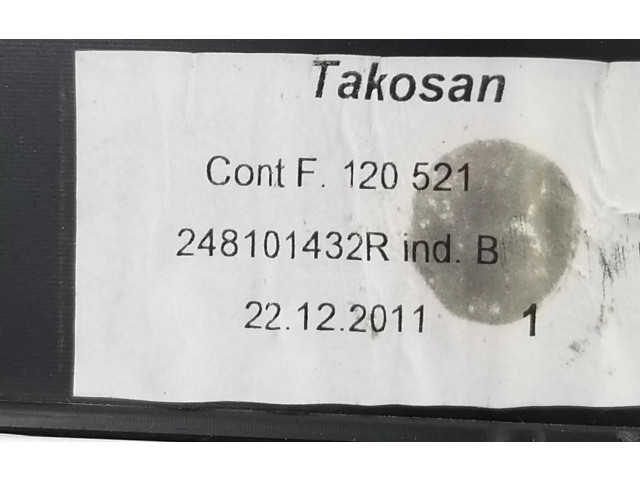 Takosan
Cont F. 120 521
248101432R ind. B
22.12.2011 1